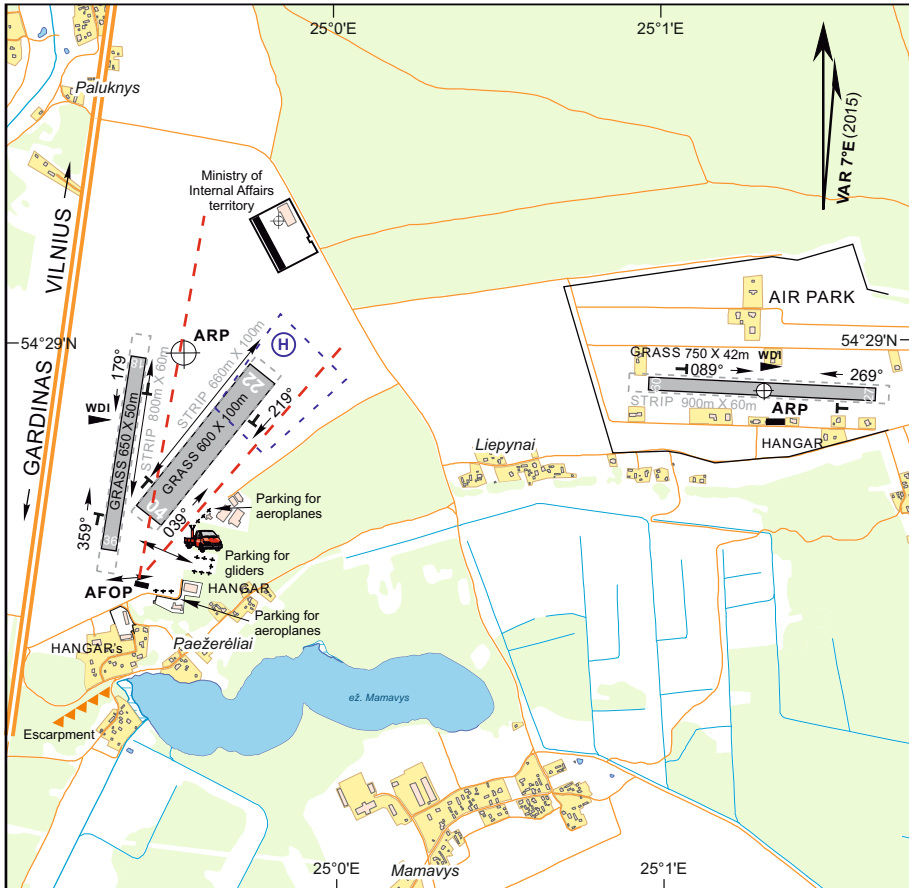 25°0'E
25°1'E
Paluknys
VAR 7°E (2015)
Ministry of
Internal Affairs
territory
VILNIUS
GARDINAS
AIR PARK
54°29'N
54°29'N
ARP
H
GRASS 750 X 42m
WDI
089°
269°
STRIP 900m X 60m
ARP
HANGAR
179°
WDI
GRASS 650 X 50m
STRIP 800m X 60m
36
359°
STRIP 660m X 100m
22
GRASS 600 X 100m
04
219°
039°
Liepynai
Parking for
aeroplanes
Parking for
gliders
HANGAR
AFOP
Parking for
aeroplanes
HANGAR's
Paežerėliai
Escarpment
ež. Mamavys
25°0'E
25°1'E
Mamavys